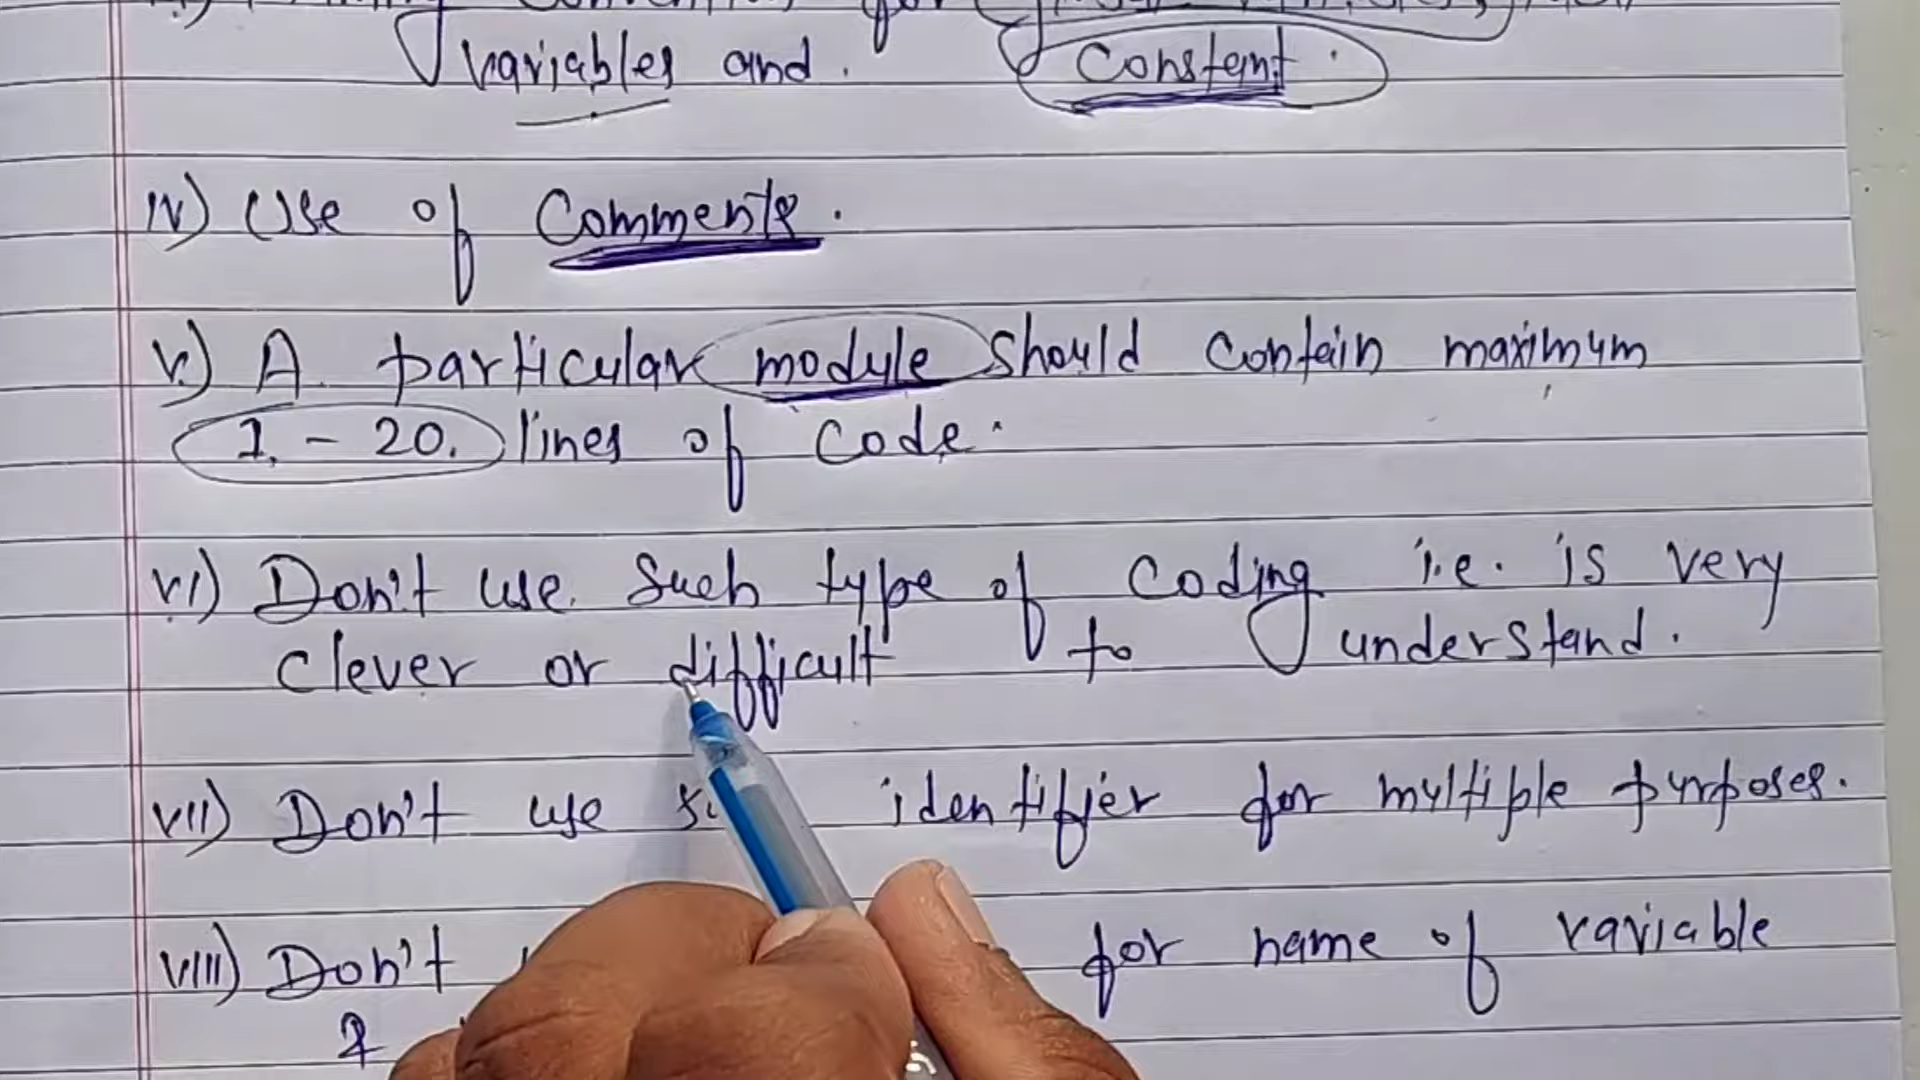 for
variables and. Constant.
iv) Use of Comments.
v.) A particular module should contain maximum
1. - 20. lines of code.
vi) Don't use such type of coding i.e. is very
clever or difficult to understand.
vii) Don't use identifier for multiple purposes.
viii) Don't for name of variable
&